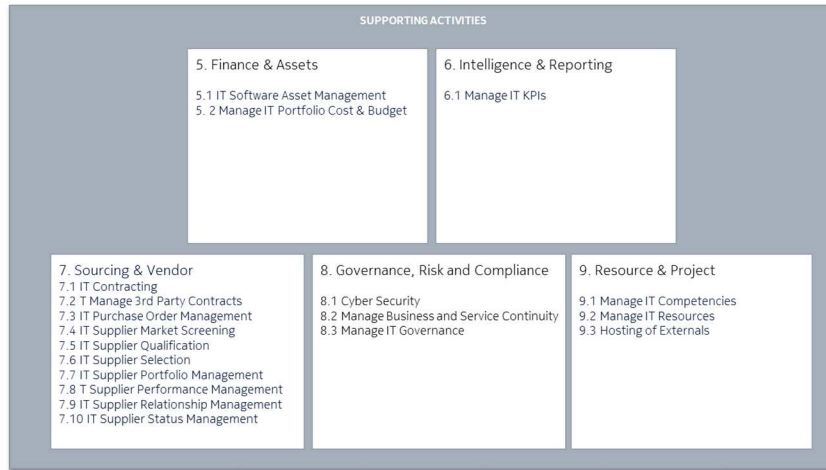 SUPPORTING ACTIVITIES
5. Finance & Assets
5.1 IT Software Asset Management
5. 2 Manage IT Portfolio Cost & Budget
6. Intelligence & Reporting
6.1 Manage IT KPIs
7. Sourcing & Vendor
7.1 IT Contracting
7.2 T Manage 3rd Party Contracts
7.3 IT Purchase Order Management
7.4 IT Supplier Market Screening
7.5 IT Supplier Qualification
7.6 IT Supplier Selection
7.7 IT Supplier Portfolio Management
7.8 T Supplier Performance Management
7.9 IT Supplier Relationship Management
7.10 IT Supplier Status Management
8. Governance, Risk and Compliance
8.1 Cyber Security
8.2 Manage Business and Service Continuity
8.3 Manage IT Governance
9. Resource & Project
9.1 Manage IT Competencies
9.2 Manage IT Resources
9.3 Hosting of Externals